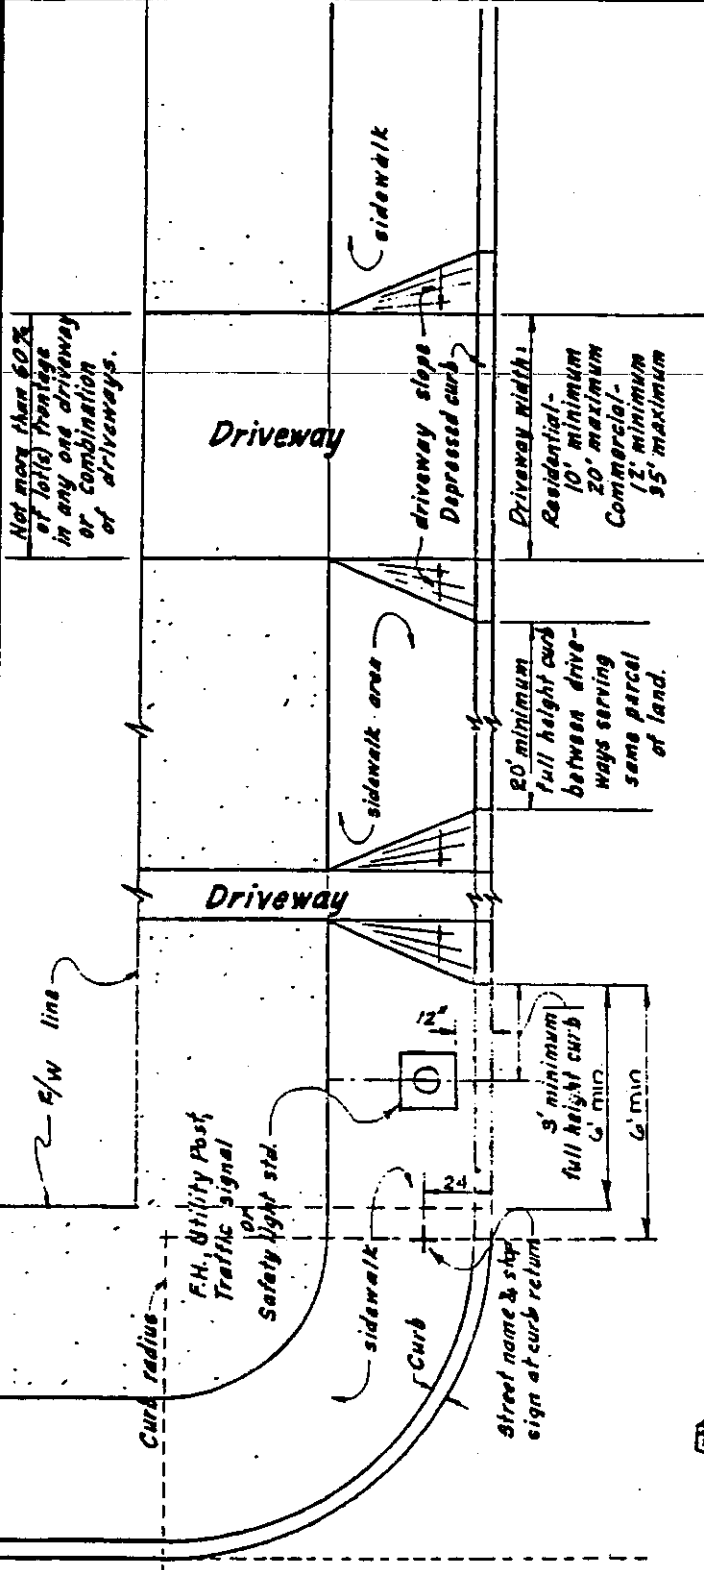 sidewalk
Not more than 60%
of lot(s) frontage
in any one driveway
or combination
of driveways.
Driveway
driveway slope
Depressed curb
Driveway width:
Residential-
10' minimum
20' maximum
Commercial-
12' minimum
35' maximum
sidewalk area
20' minimum
full height curb
between drive-
ways serving
same parcel
of land.
Driveway
R/W line
12"
3' minimum
full height curb
6' min
6' min
F.H., Utility Post,
Traffic signal
or
Safety light std.
24
sidewalk
Curb radius
Curb
Street name & stop
sign at curb return